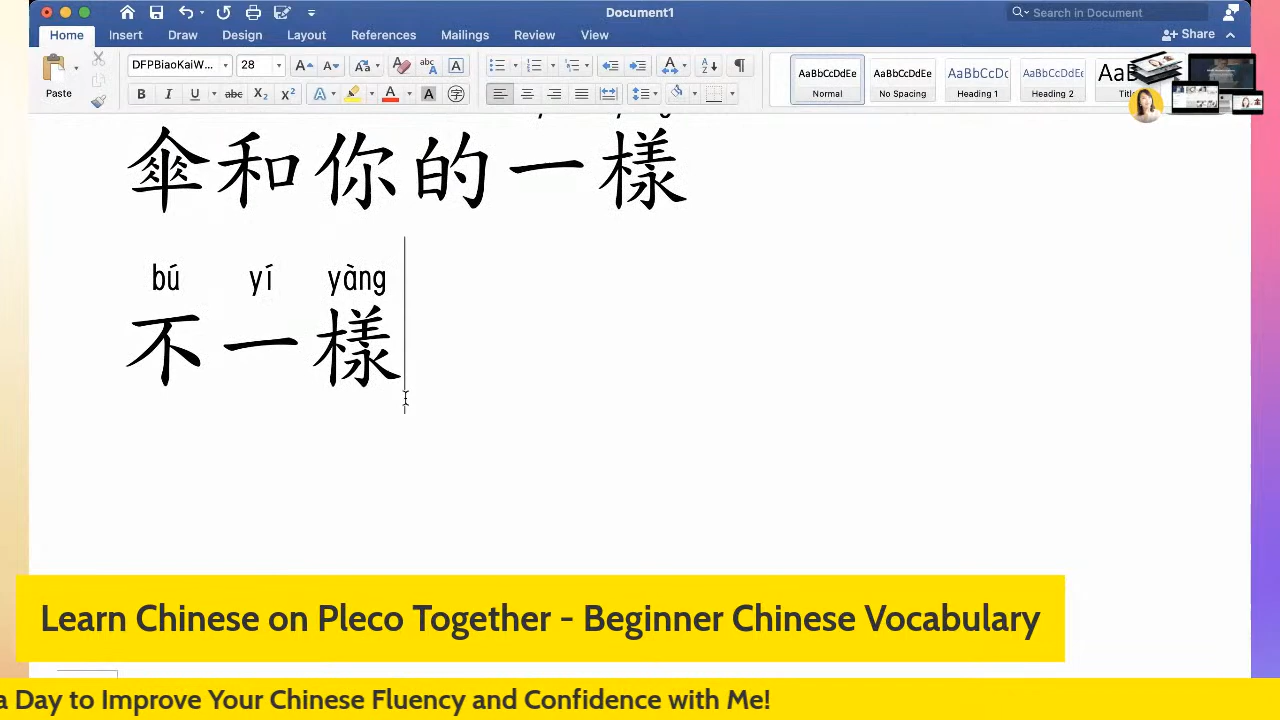 Document1
Search in Document
Home Insert Draw Design Layout References Mailings Review View Share
Paste
DFPBiaoKaiW... 28
B I U abc X₂ X²
AaBbCcDdEe AaBbCcDdEe AaBbCcDc AaBbCcDdEe
Normal No Spacing Heading 1 Heading 2
傘和你的一樣
bú yí yàng
不一樣
Learn Chinese on Pleco Together - Beginner Chinese Vocabulary
a Day to Improve Your Chinese Fluency and Confidence with Me!